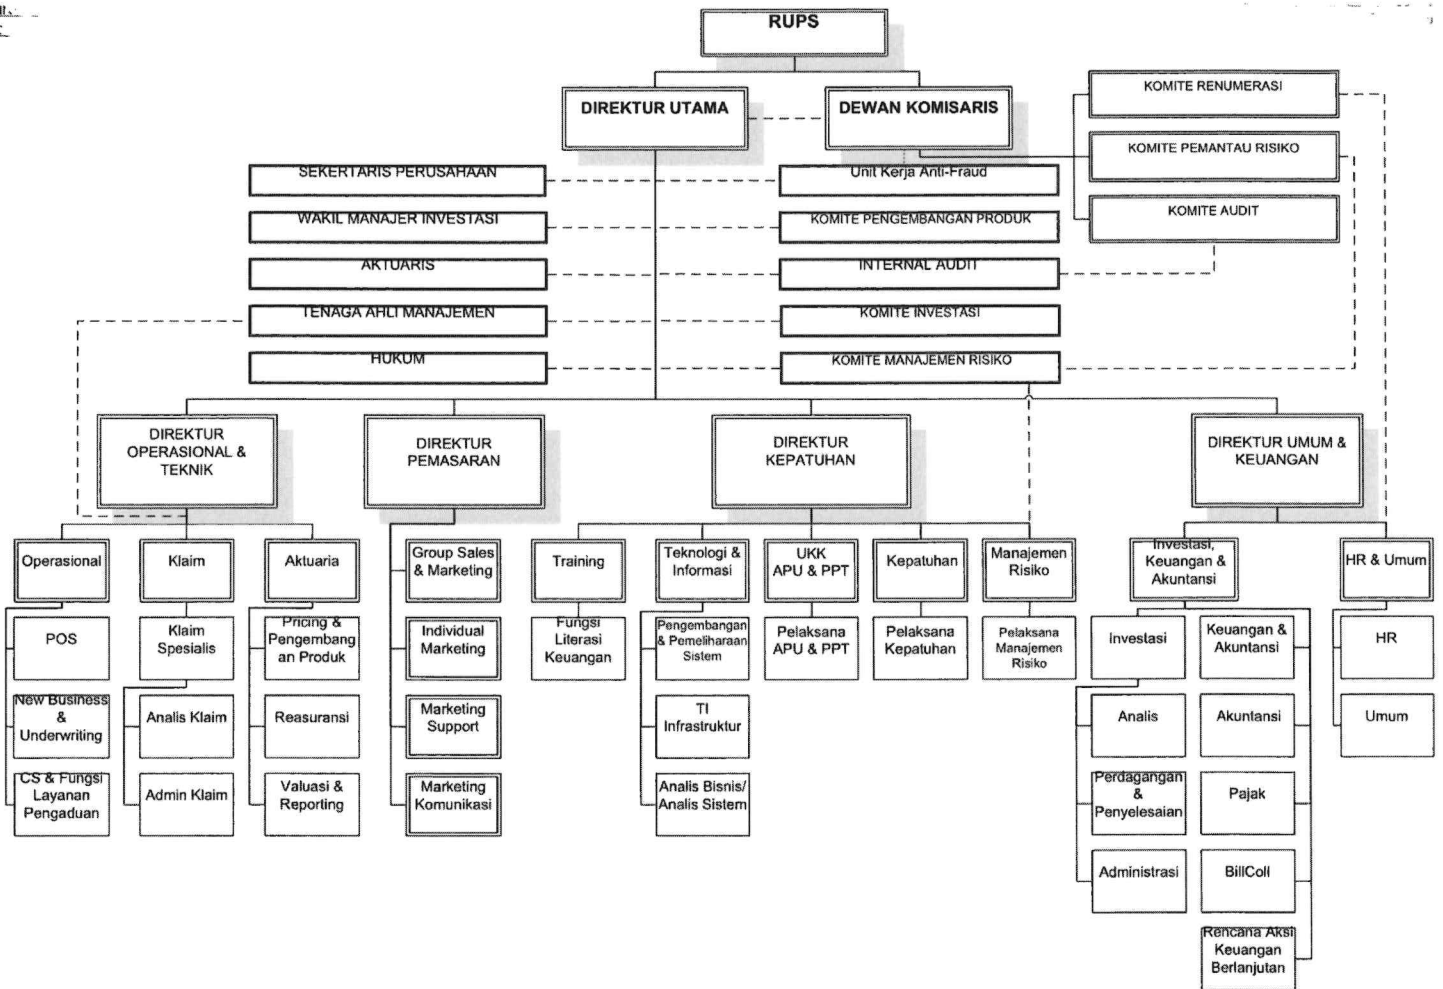 RUPS
DIREKTUR UTAMA
DEWAN KOMISARIS
KOMITE RENUMERASI
KOMITE PEMANTAU RISIKO
KOMITE AUDIT
SEKERTARIS PERUSAHAAN
Unit Kerja Anti-Fraud
WAKIL MANAJER INVESTASI
KOMITE PENGEMBANGAN PRODUK
AKTUARIS
INTERNAL AUDIT
TENAGA AHLI MANAJEMEN
KOMITE INVESTASI
HUKUM
KOMITE MANAJEMEN RISIKO
DIREKTUR
OPERASIONAL &
TEKNIK
DIREKTUR
PEMASARAN
DIREKTUR
KEPATUHAN
DIREKTUR UMUM &
KEUANGAN
Operasional
Klaim
Aktuaria
Group Sales
& Marketing
Training
Teknologi &
Informasi
UKK
APU & PPT
Kepatuhan
Manajemen
Risiko
Investasi,
Keuangan &
Akuntansi
HR & Umum
POS
Klaim
Spesialis
Pricing &
Pengembang
an Produk
Individual
Marketing
Fungsi
Literasi
Keuangan
Pengembangan
& Pemeliharaan
Sistem
Pelaksana
APU & PPT
Pelaksana
Kepatuhan
Pelaksana
Manajemen
Risiko
Investasi
Keuangan &
Akuntansi
HR
New Business
&
Underwriting
Analis Klaim
Reasuransi
Marketing
Support
TI
Infrastruktur
Analis
Akuntansi
Umum
CS & Fungsi
Layanan
Pengaduan
Admin Klaim
Valuasi &
Reporting
Marketing
Komunikasi
Analis Bisnis/
Analis Sistem
Perdagangan
&
Penyelesaian
Pajak
Administrasi
BillColl
Rencana Aksi
Keuangan
Berlanjutan